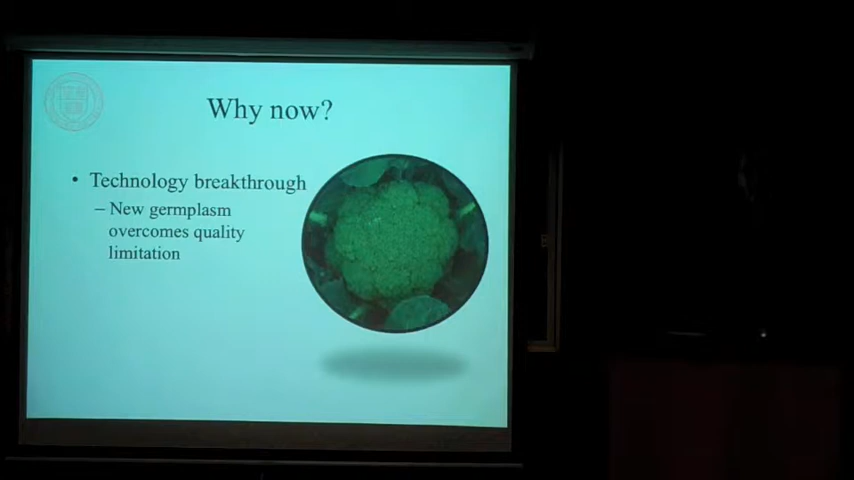 Why now?
• Technology breakthrough
– New germplasm
overcomes quality
limitation